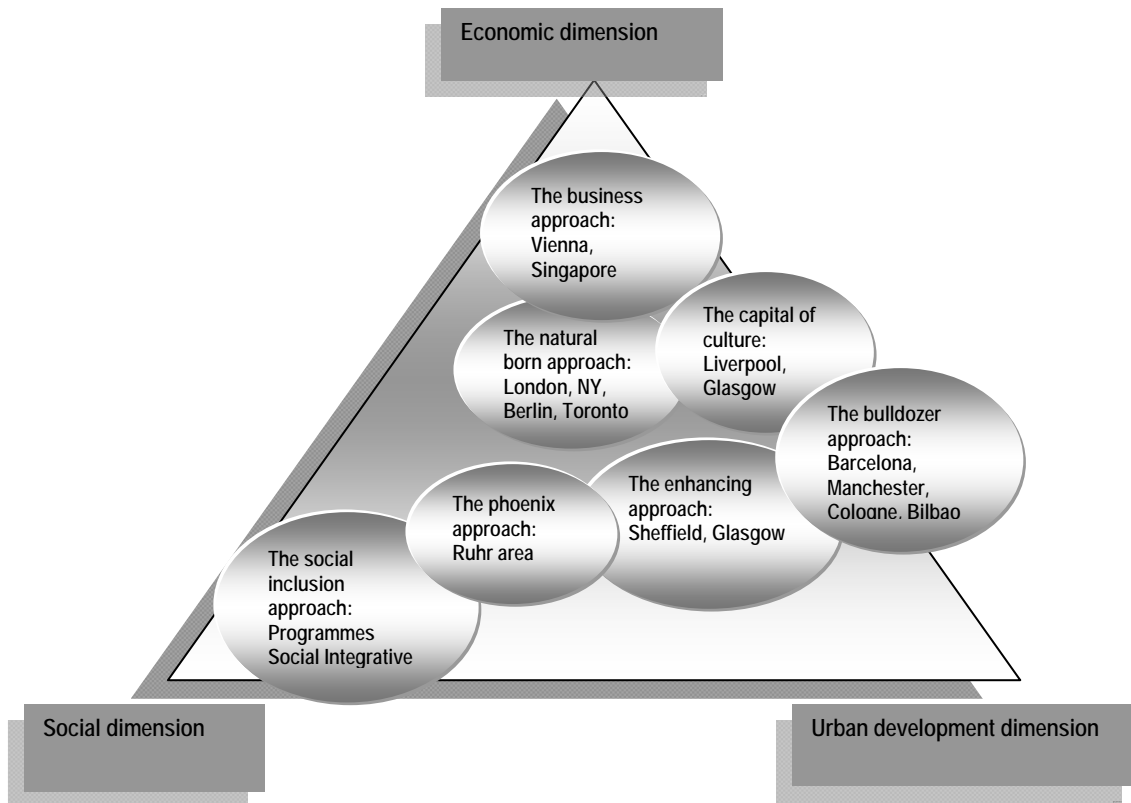 Economic dimension
The business
approach:
Vienna,
Singapore
The capital of
culture:
Liverpool,
Glasgow
The natural
born approach:
London, NY,
Berlin, Toronto
The bulldozer
approach:
Barcelona,
Manchester,
Cologne, Bilbao
The enhancing
approach:
Sheffield, Glasgow
The phoenix
approach:
Ruhr area
The social
inclusion
approach:
Programmes
Social Integrative
Social dimension
Urban development dimension